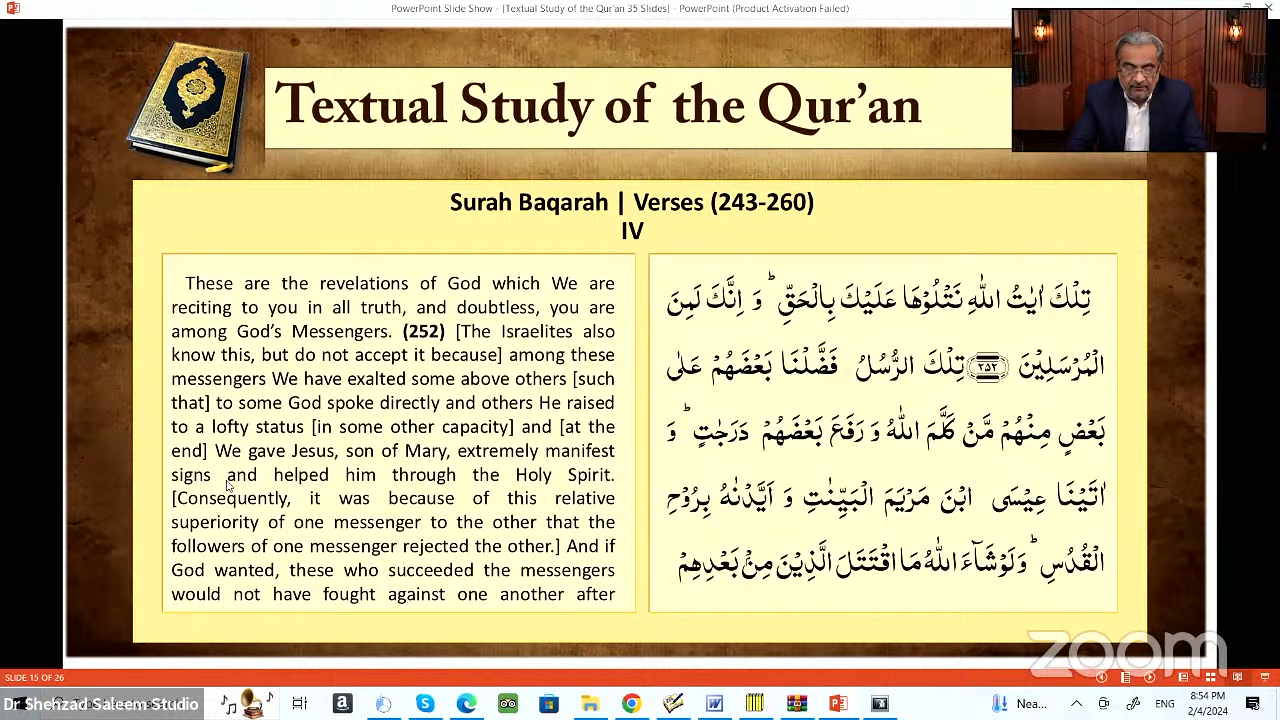 PowerPoint Slide Show - [Textual Study of the Qur'an 35 Slides] - PowerPoint (Product Activation Failed)
Textual Study of the Qur'an
Surah Baqarah | Verses (243-260)
IV
These are the revelations of God which We are
reciting to you in all truth, and doubtless, you are
among God's Messengers. (252) [The Israelites also
know this, but do not accept it because] among these
messengers We have exalted some above others [such
that] to some God spoke directly and others He raised
to a lofty status [in some other capacity] and [at the
end] We gave Jesus, son of Mary, extremely manifest
signs and helped him through the Holy Spirit.
[Consequently, it was because of this relative
superiority of one messenger to the other that the
followers of one messenger rejected the other.] And if
God wanted, these who succeeded the messengers
would not have fought against one another after
تِلْكَ اٰيٰتُ اللّٰهِ نَتْلُوْهَا عَلَيْكَ بِالْحَقِّ ؕ وَ اِنَّكَ لَمِنَ
الْمُرْسَلِيْنَ ﴿۲۵۲﴾ تِلْكَ الرُّسُلُ فَضَّلْنَا بَعْضَهُمْ عَلٰى
بَعْضٍ مِنْهُمْ مَّنْ كَلَّمَ اللّٰهُ وَ رَفَعَ بَعْضَهُمْ دَرَجٰتٍ ؕ وَ
اٰتَيْنَا عِيْسَى ابْنَ مَرْيَمَ الْبَيِّنٰتِ وَ اَيَّدْنٰهُ بِرُوْحِ
الْقُدُسِ ؕ وَلَوْ شَآءَ اللّٰهُ مَا اقْتَتَلَ الَّذِيْنَ مِنْۢ بَعْدِهِمْ
zoom
SLIDE 15 OF 26
Dr Shehzad Saleem Studio
Nea...
ENG
8:54 PM
2/4/2024